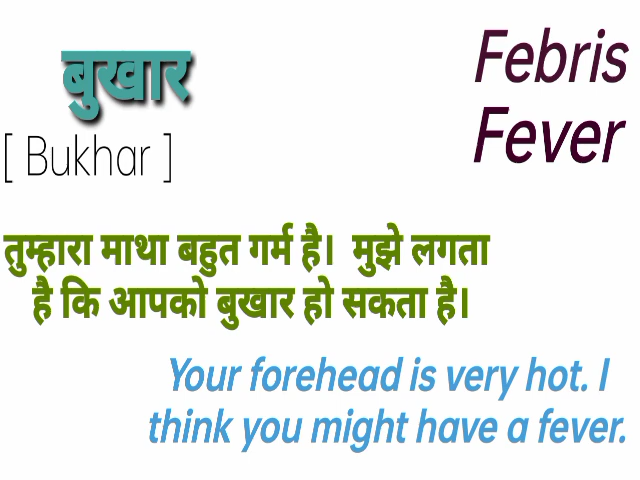 बुखार
[ Bukhar ]
Febris
Fever
तुम्हारा माथा बहुत गर्म है। मुझे लगता
है कि आपको बुखार हो सकता है।
Your forehead is very hot. I
think you might have a fever.